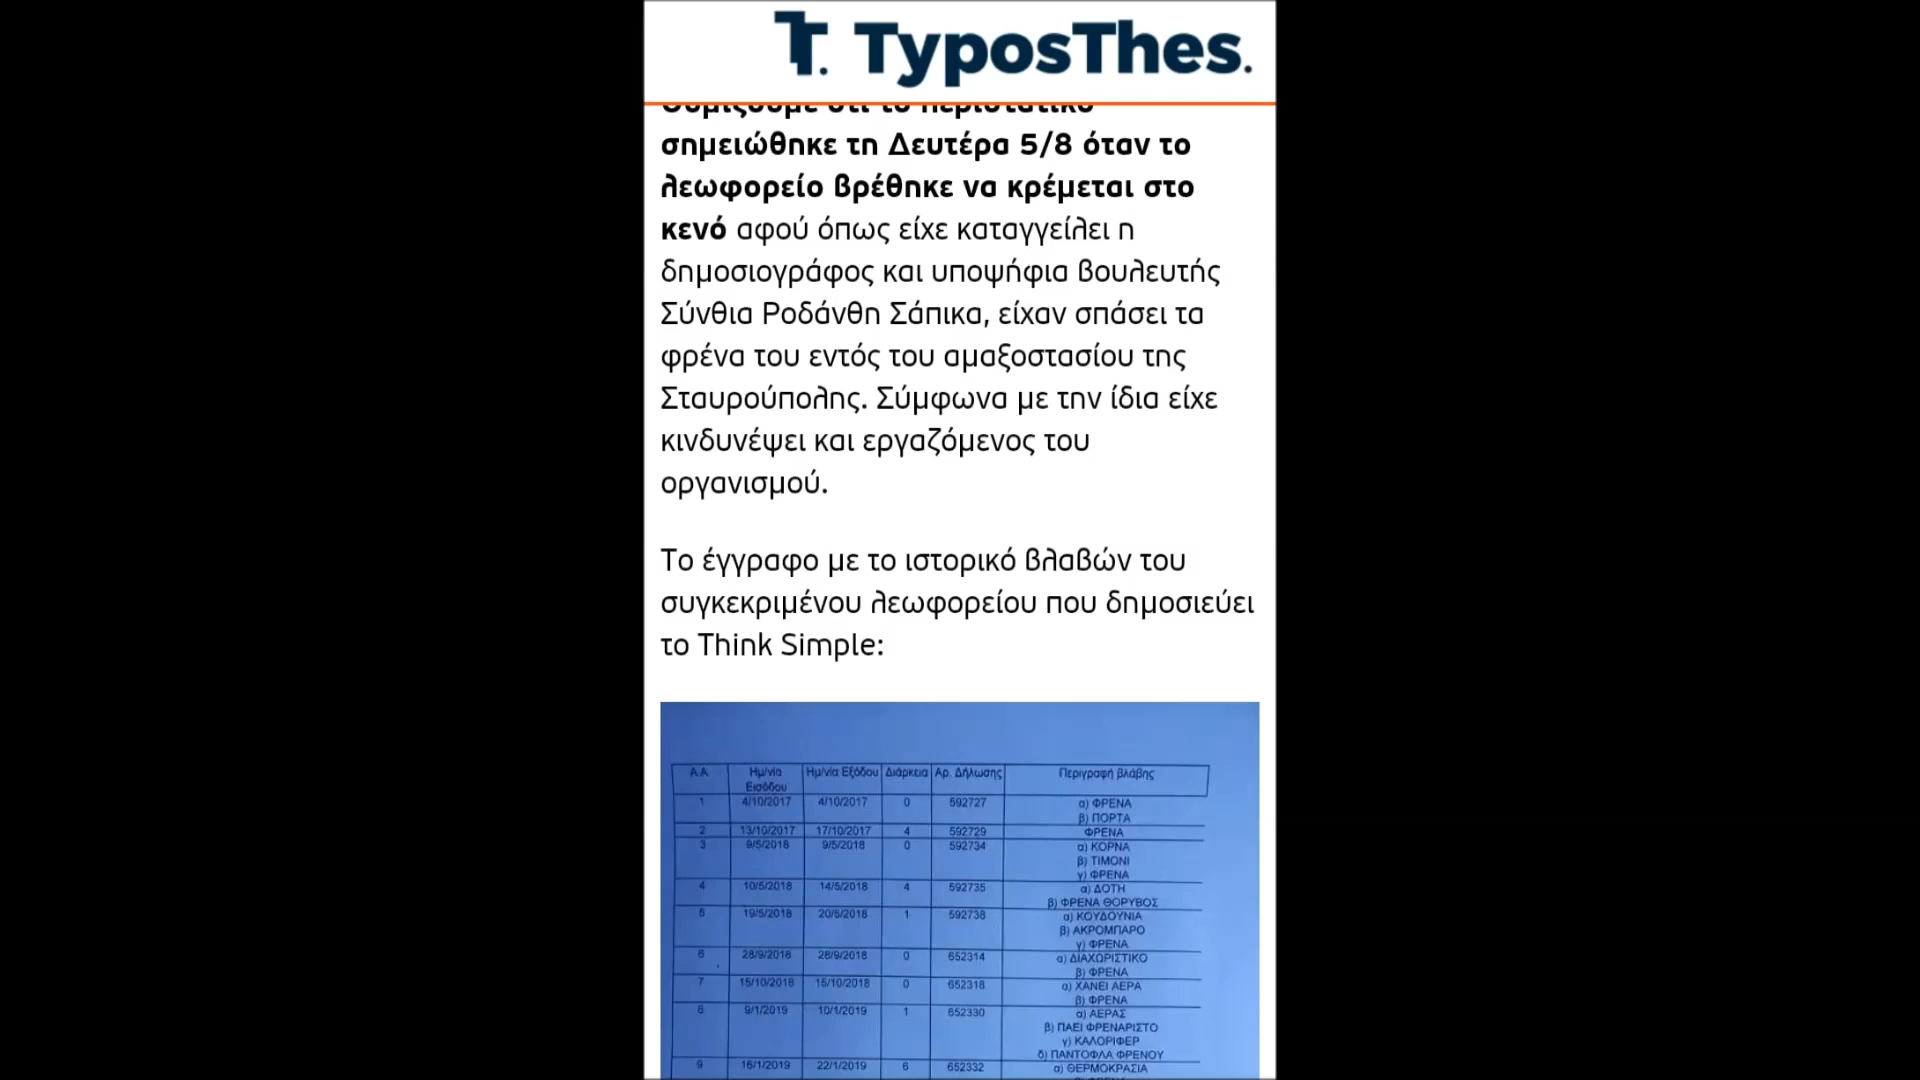 TyposThes.
Θυμίζουμε ότι το περιστατικό
σημειώθηκε τη Δευτέρα 5/8 όταν το
λεωφορείο βρέθηκε να κρέμεται στο
κενό αφού όπως είχε καταγγείλει η
δημοσιογράφος και υποψήφια βουλευτής
Σύνθια Ροδάνθη Σάπικα, είχαν σπάσει τα
φρένα του εντός του αμαξοστασίου της
Σταυρούπολης. Σύμφωνα με την ίδια είχε
κινδυνέψει και εργαζόμενος του
οργανισμού.
Το έγγραφο με το ιστορικό βλαβών του
συγκεκριμένου λεωφορείου που δημοσιεύει
το Think Simple:
Α.Α. Ημ/νία Εισόδου Ημ/νία Εξόδου Διάρκεια Αρ. Δήλωσης Περιγραφή βλάβης
1 4/10/2017 4/10/2017 0 592727 α) ΦΡΕΝΑ
β) ΠΟΡΤΑ
2 13/10/2017 17/10/2017 4 592729 ΦΡΕΝΑ
3 9/5/2018 9/5/2018 0 592734 α) ΚΟΡΝΑ
β) ΤΙΜΟΝΙ
γ) ΦΡΕΝΑ
4 10/5/2018 14/5/2018 4 592735 α) ΔΟΤΗ
β) ΦΡΕΝΑ ΘΟΡΥΒΟΣ
5 19/5/2018 20/5/2018 1 592738 α) ΚΟΥΔΟΥΝΙΑ
β) ΑΚΡΟΜΠΑΡΟ
γ) ΦΡΕΝΑ
6 28/9/2018 28/9/2018 0 652314 α) ΔΙΑΧΩΡΙΣΤΙΚΟ
β) ΦΡΕΝΑ
7 15/10/2018 15/10/2018 0 652318 α) ΧΑΝΕΙ ΑΕΡΑ
β) ΦΡΕΝΑ
8 9/1/2019 10/1/2019 1 652330 α) ΑΕΡΑΣ
β) ΠΑΕΙ ΦΡΕΝΑΡΙΣΤΟ
γ) ΚΑΛΟΡΙΦΕΡ
δ) ΠΑΝΤΟΦΛΑ ΦΡΕΝΟΥ
9 16/1/2019 22/1/2019 6 652332 α) ΘΕΡΜΟΚΡΑΣΙΑ